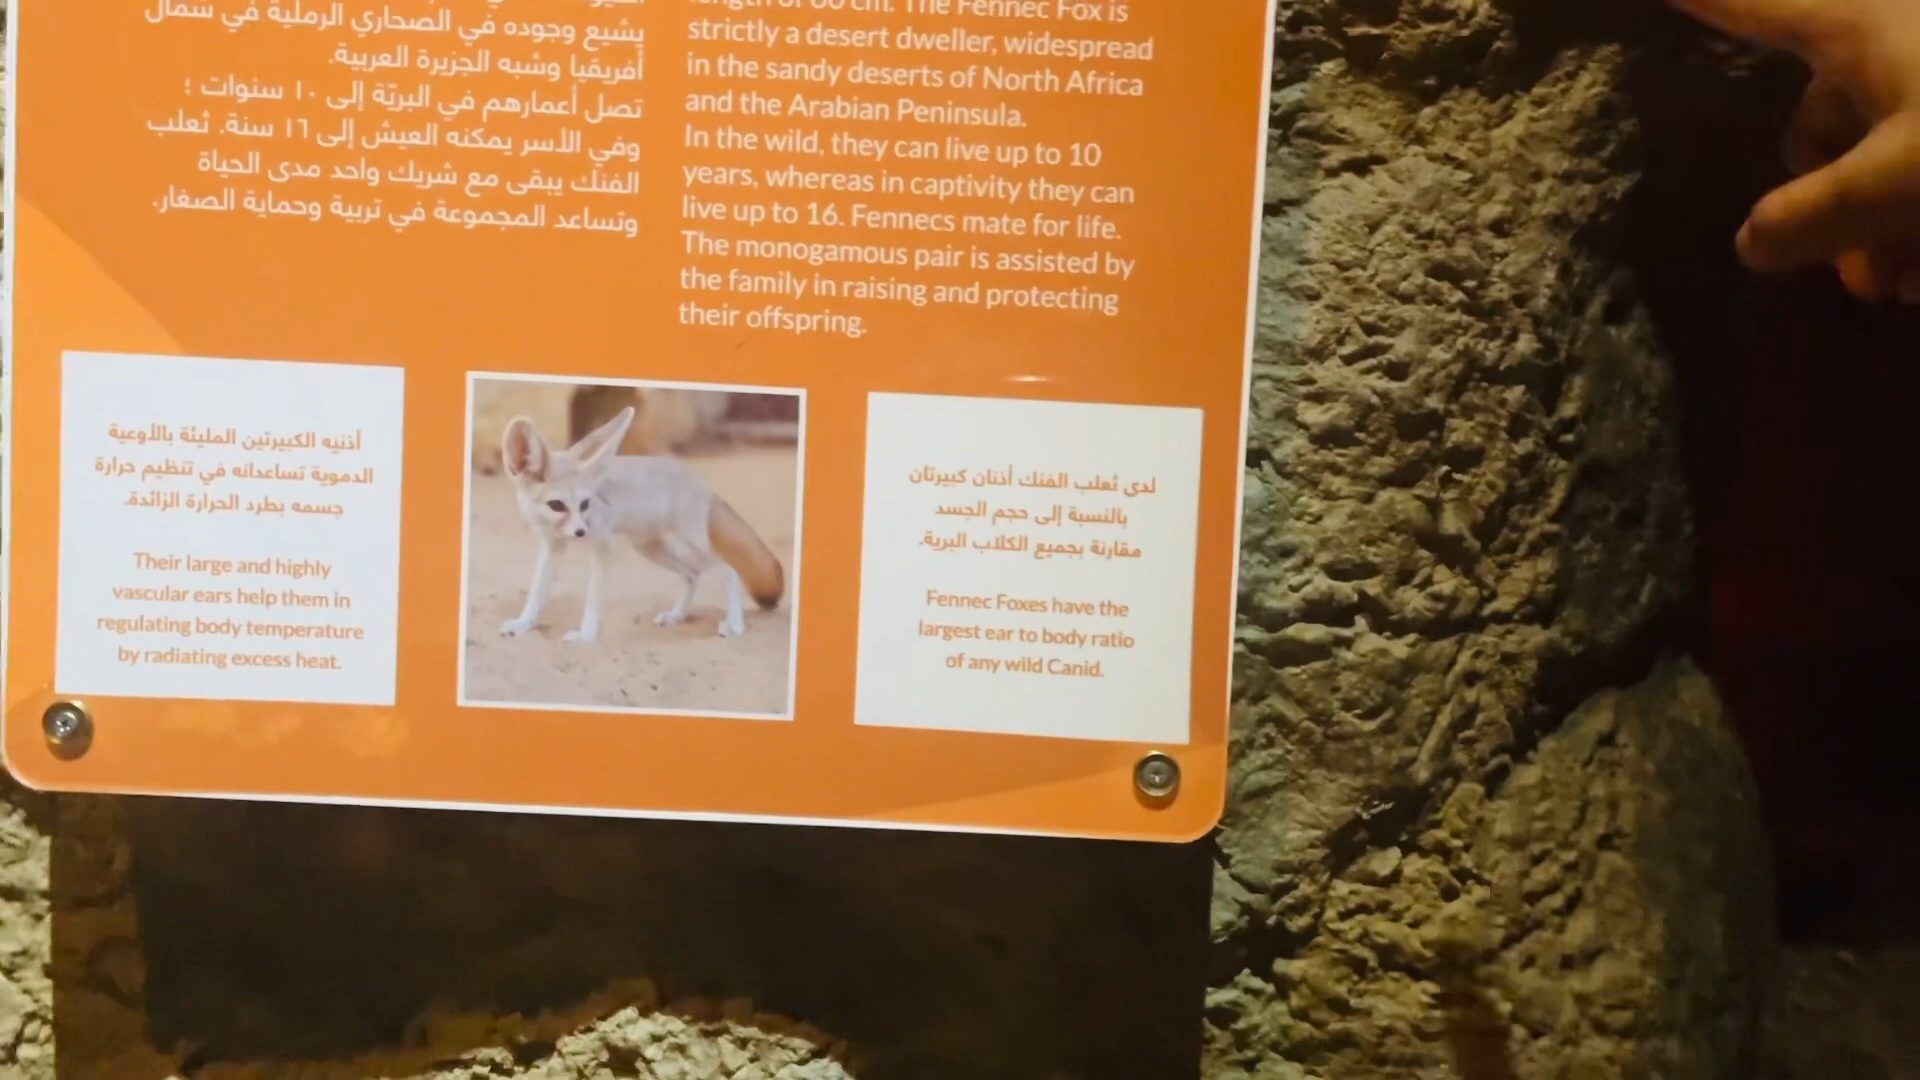 يشيع وجوده في الصحاري الرملية في شمال
أفريقيا وشبه الجزيرة العربية.
تصل أعمارهم في البريّة إلى ١٠ سنوات ؛
وفي الأسر يمكنه العيش إلى ١٦ سنة. ثعلب
الفنك يبقى مع شريك واحد مدى الحياة
وتساعد المجموعة في تربية وحماية الصغار.
cm. The Fennec Fox is
strictly a desert dweller, widespread
in the sandy deserts of North Africa
and the Arabian Peninsula.
In the wild, they can live up to 10
years, whereas in captivity they can
live up to 16. Fennecs mate for life.
The monogamous pair is assisted by
the family in raising and protecting
their offspring.
أذنيه الكبيرتين المليئة بالأوعية
الدموية تساعدانه في تنظيم حرارة
جسمه بطرد الحرارة الزائدة.
Their large and highly
vascular ears help them in
regulating body temperature
by radiating excess heat.
لدى ثعلب الفنك أذنان كبيرتان
بالنسبة إلى حجم الجسد
مقارنة بجميع الكلاب البرية.
Fennec Foxes have the
largest ear to body ratio
of any wild Canid.